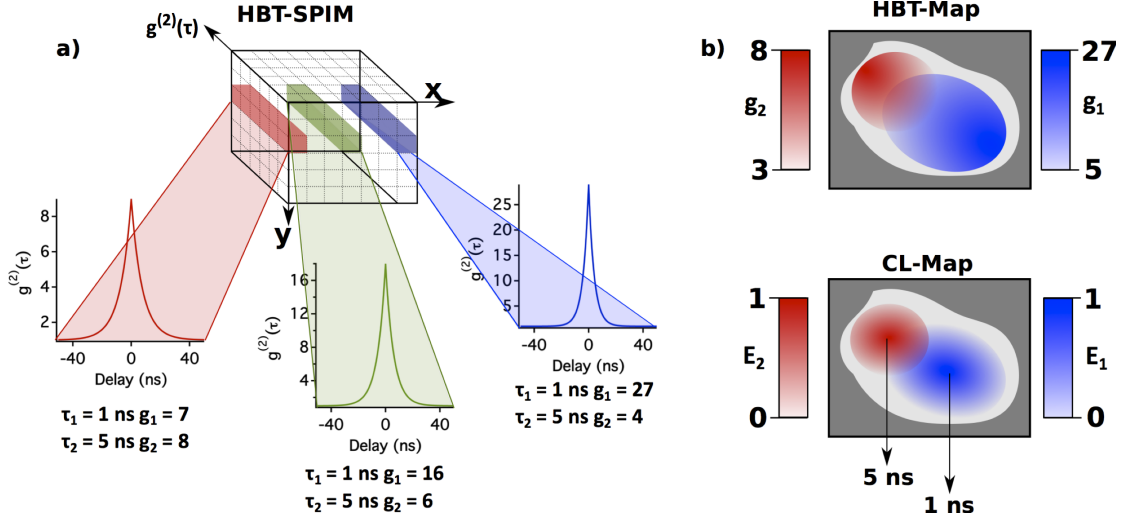 HBT-SPIM
a)
g(2)(τ)
x
y
g(2)(τ)
8
6
4
2
-40 0 40
Delay (ns)
τ1 = 1 ns g1 = 7
τ2 = 5 ns g2 = 8
g(2)(τ)
16
12
8
4
-40 0 40
Delay (ns)
τ1 = 1 ns g1 = 16
τ2 = 5 ns g2 = 6
g(2)(τ)
25
20
15
10
5
-40 0 40
Delay (ns)
τ1 = 1 ns g1 = 27
τ2 = 5 ns g2 = 4
b)
HBT-Map
8
g2
3
27
g1
5
CL-Map
1
E2
0
1
E1
0
5 ns
1 ns